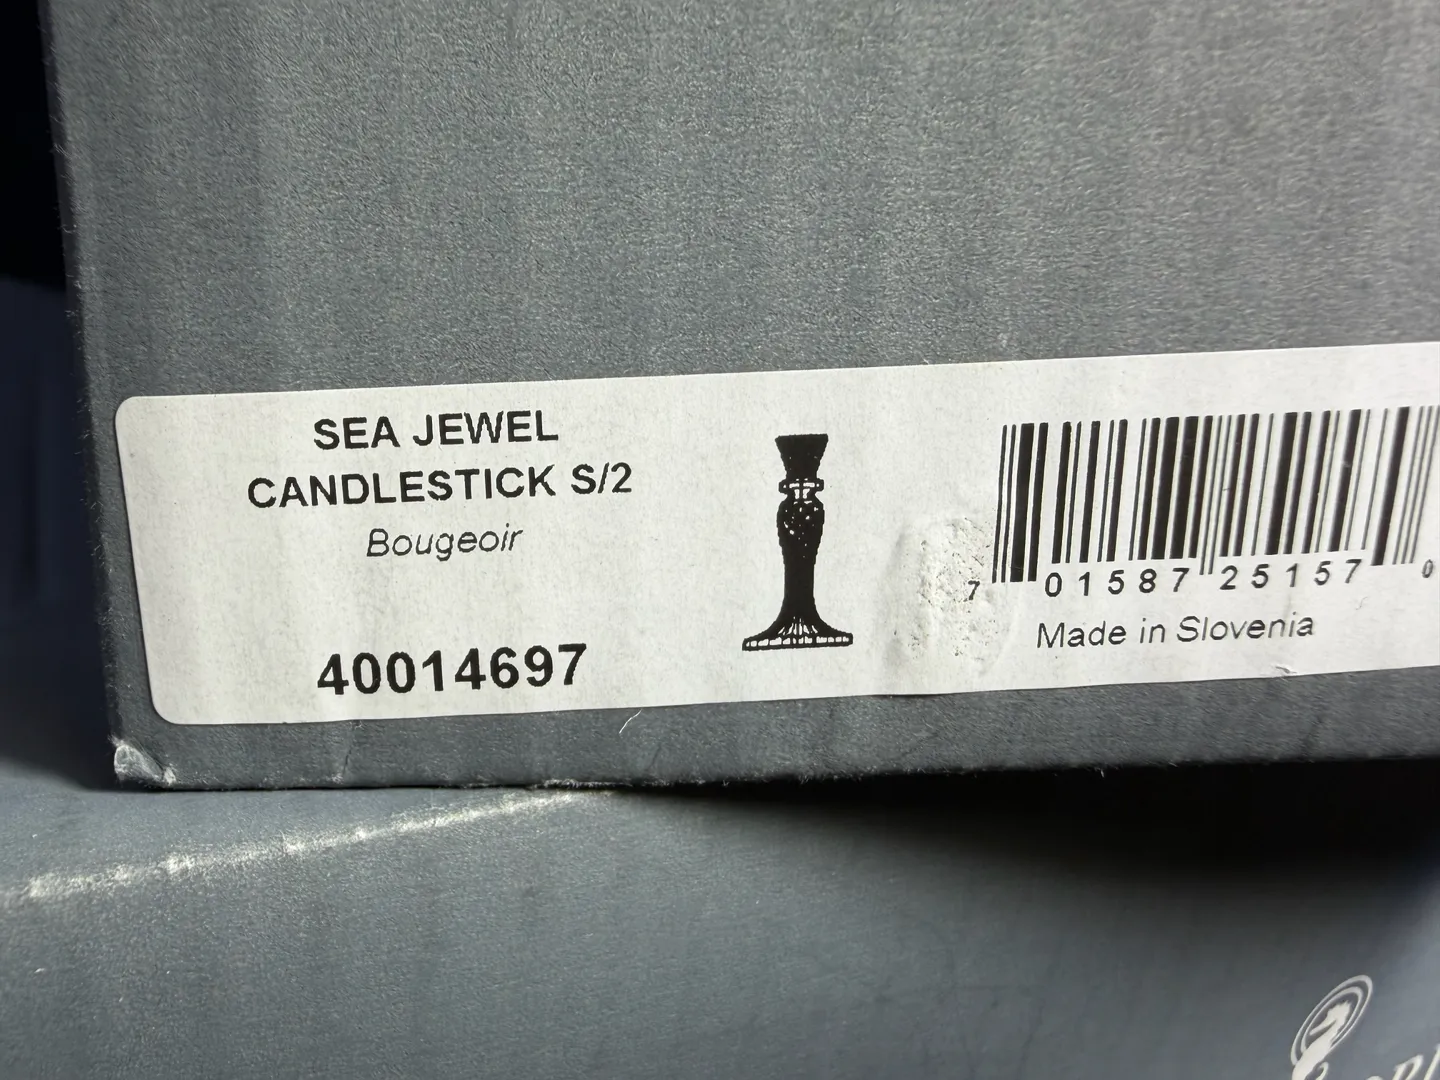 SEA JEWEL
CANDLESTICK S/2
Bougeoir
40014697
7 01587 25157 0
Made in Slovenia